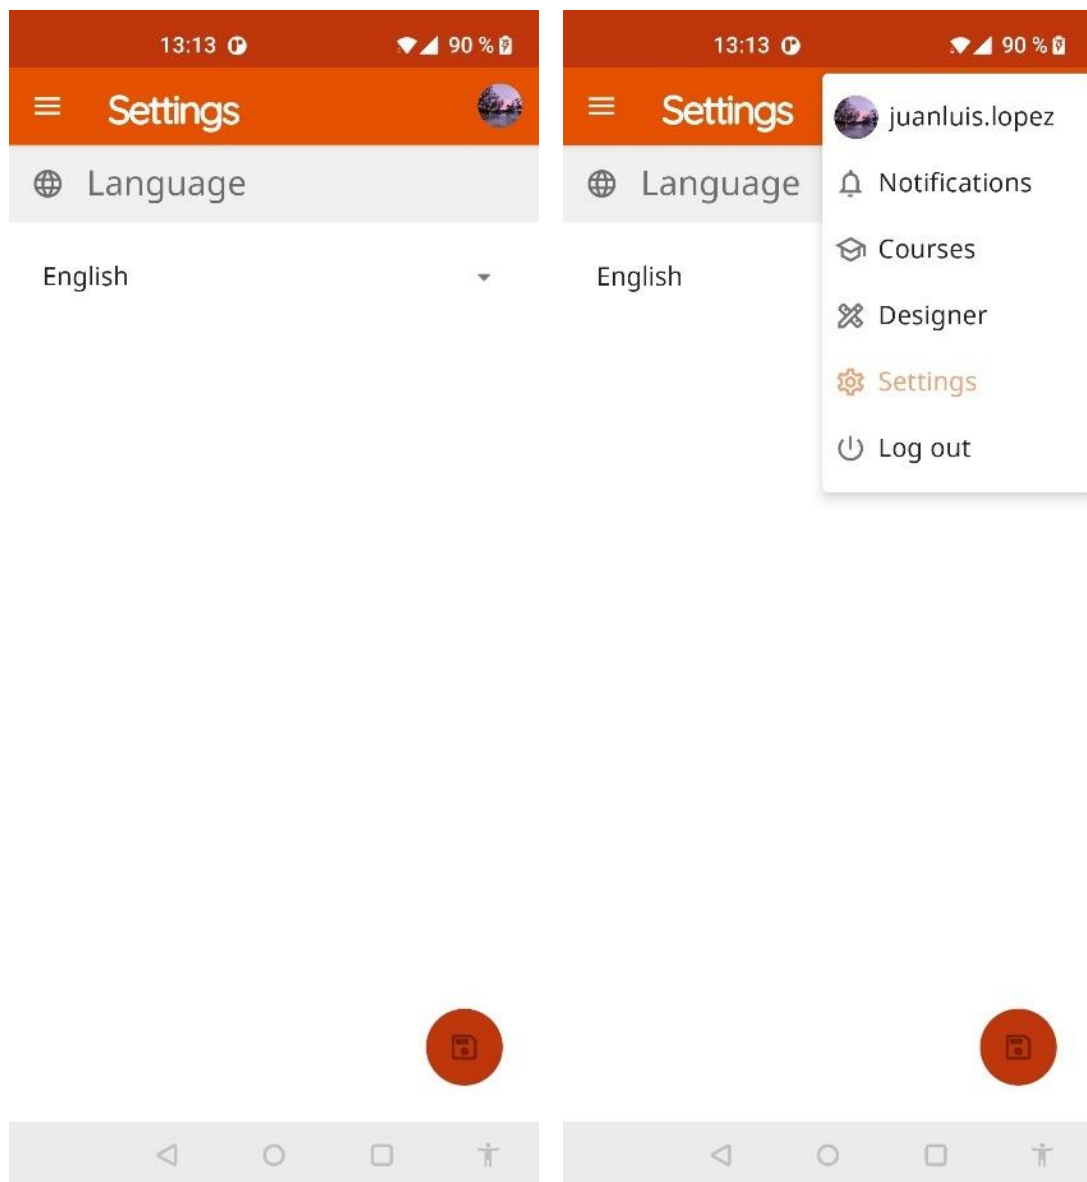 13:13 90 %
Settings
Language
English
13:13 90 %
Settings
juanluis.lopez
Language
Notifications
Courses
English
Designer
Settings
Log out